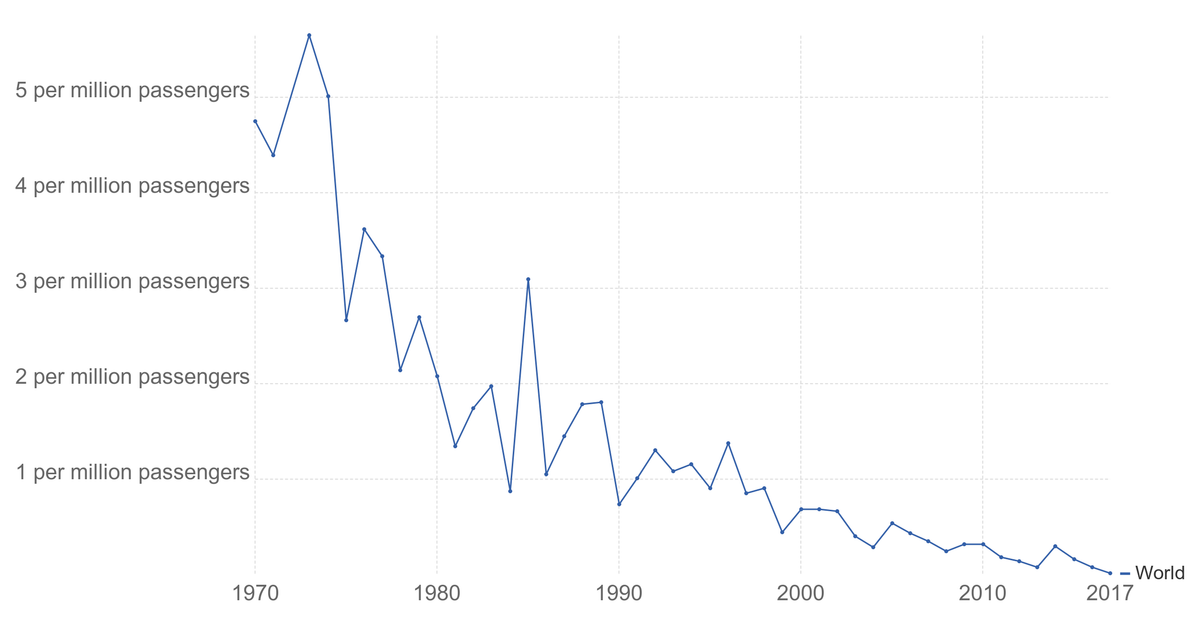 5 per million passengers
4 per million passengers
3 per million passengers
2 per million passengers
1 per million passengers
World
1970 1980 1990 2000 2010 2017